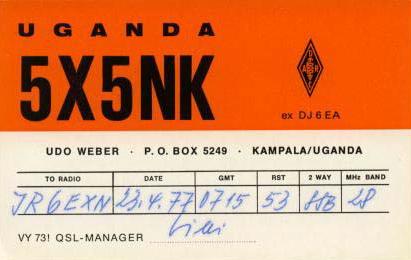 UGANDA
5X5NK
ex DJ6EA
UDO WEBER · P.O. BOX 5249 · KAMPALA/UGANDA
TO RADIO DATE GMT RST 2 WAY MHz BAND
JR6EXN 23.4.77 0715 53 SSB 28
VY 73! QSL-MANAGER